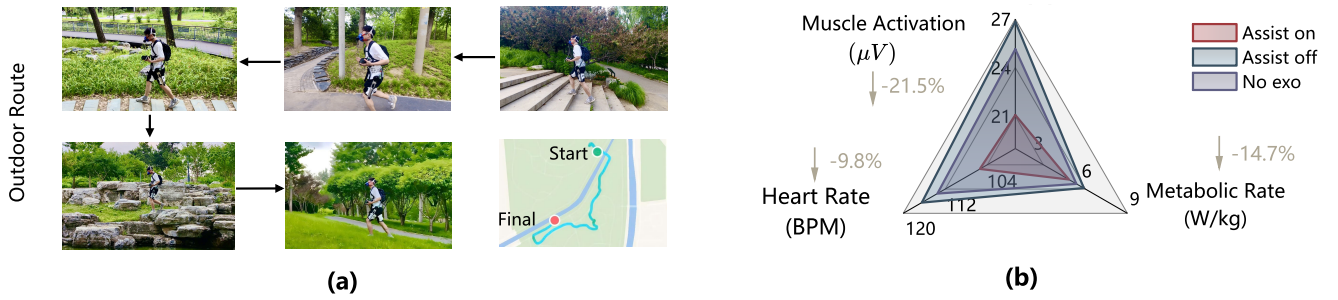 Outdoor Route
Start
Final
(a)
Muscle Activation
(μV)
-21.5%
-9.8%
Heart Rate
(BPM)
27
24
21
3
6
9
104
112
120
-14.7%
Metabolic Rate
(W/kg)
Assist on
Assist off
No exo
(b)